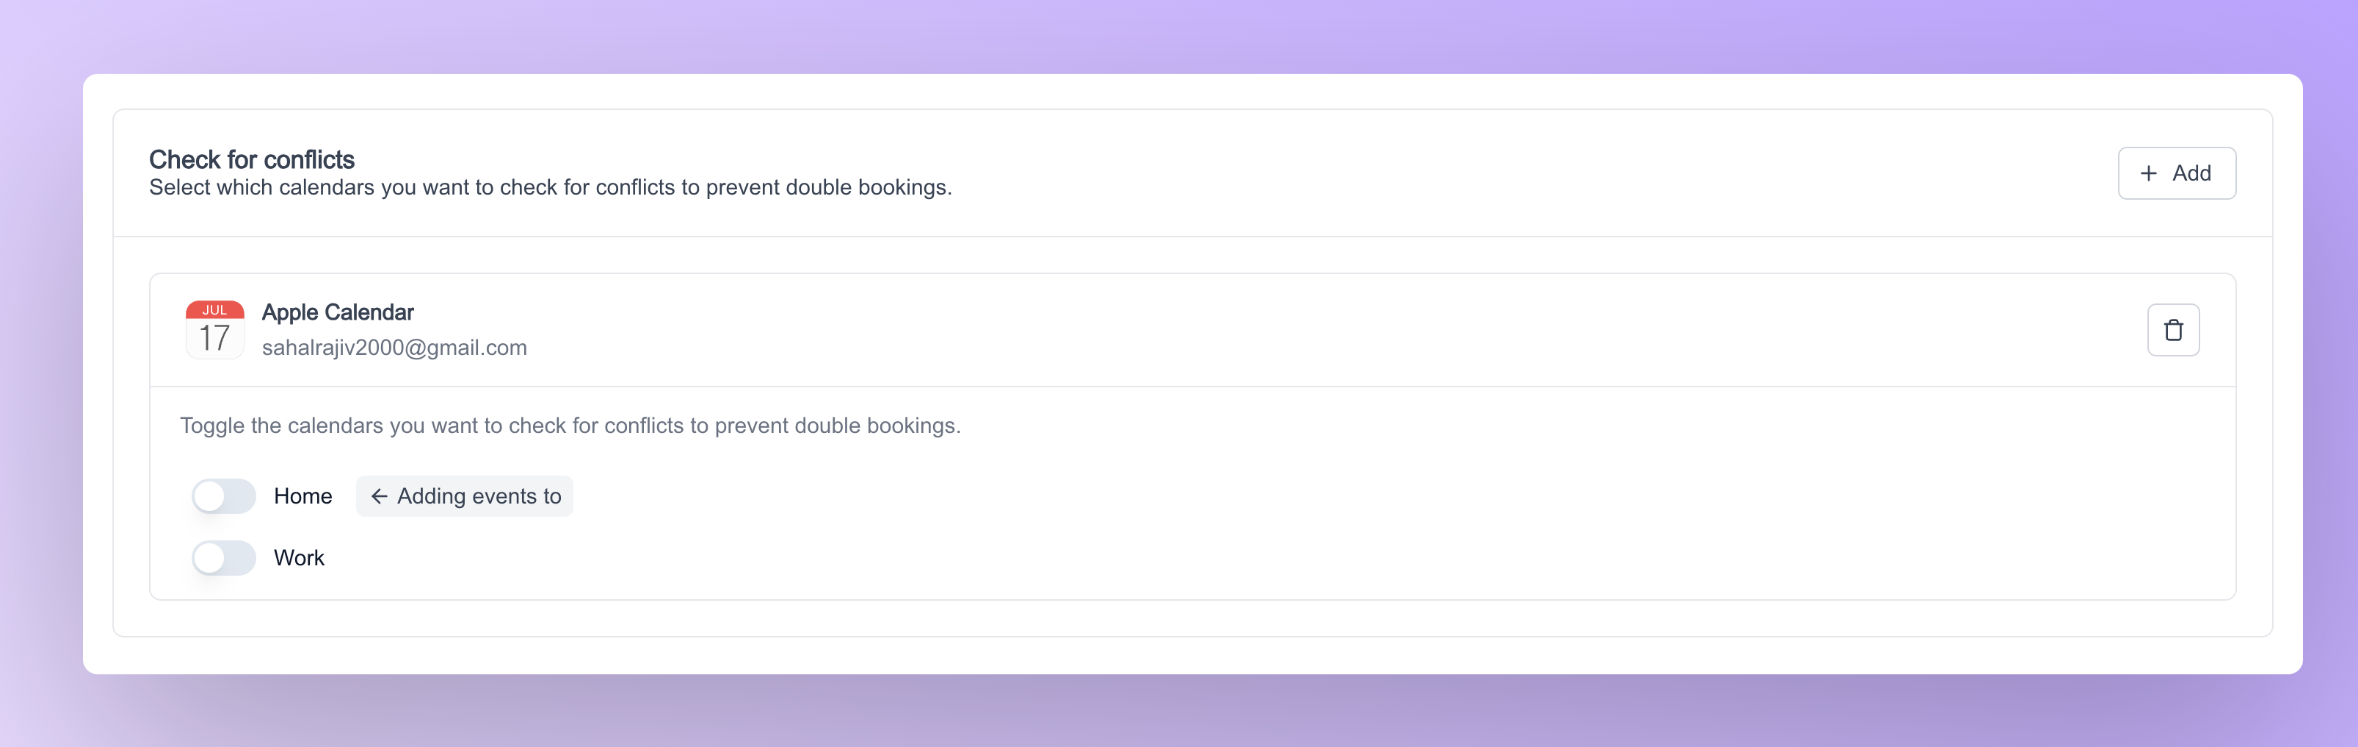 Check for conflicts
Select which calendars you want to check for conflicts to prevent double bookings.
+ Add
JUL
17
Apple Calendar
sahalrajiv2000@gmail.com
Toggle the calendars you want to check for conflicts to prevent double bookings.
Home
← Adding events to
Work